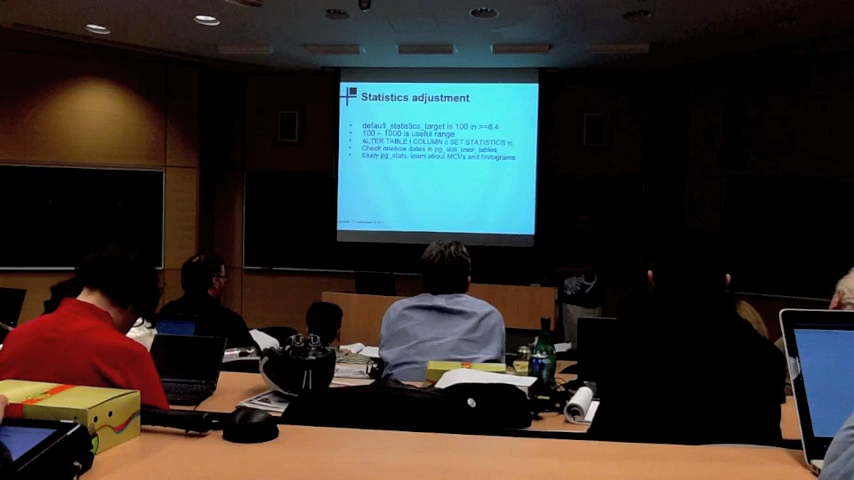 Statistics adjustment
default_statistics_target is 100 in >=8.4
100 – 1000 is useful range
ALTER TABLE t COLUMN c SET STATISTICS n;
Check analyze dates in pg_stat_user_tables
Study pg_stats, learn about MCVs and histograms